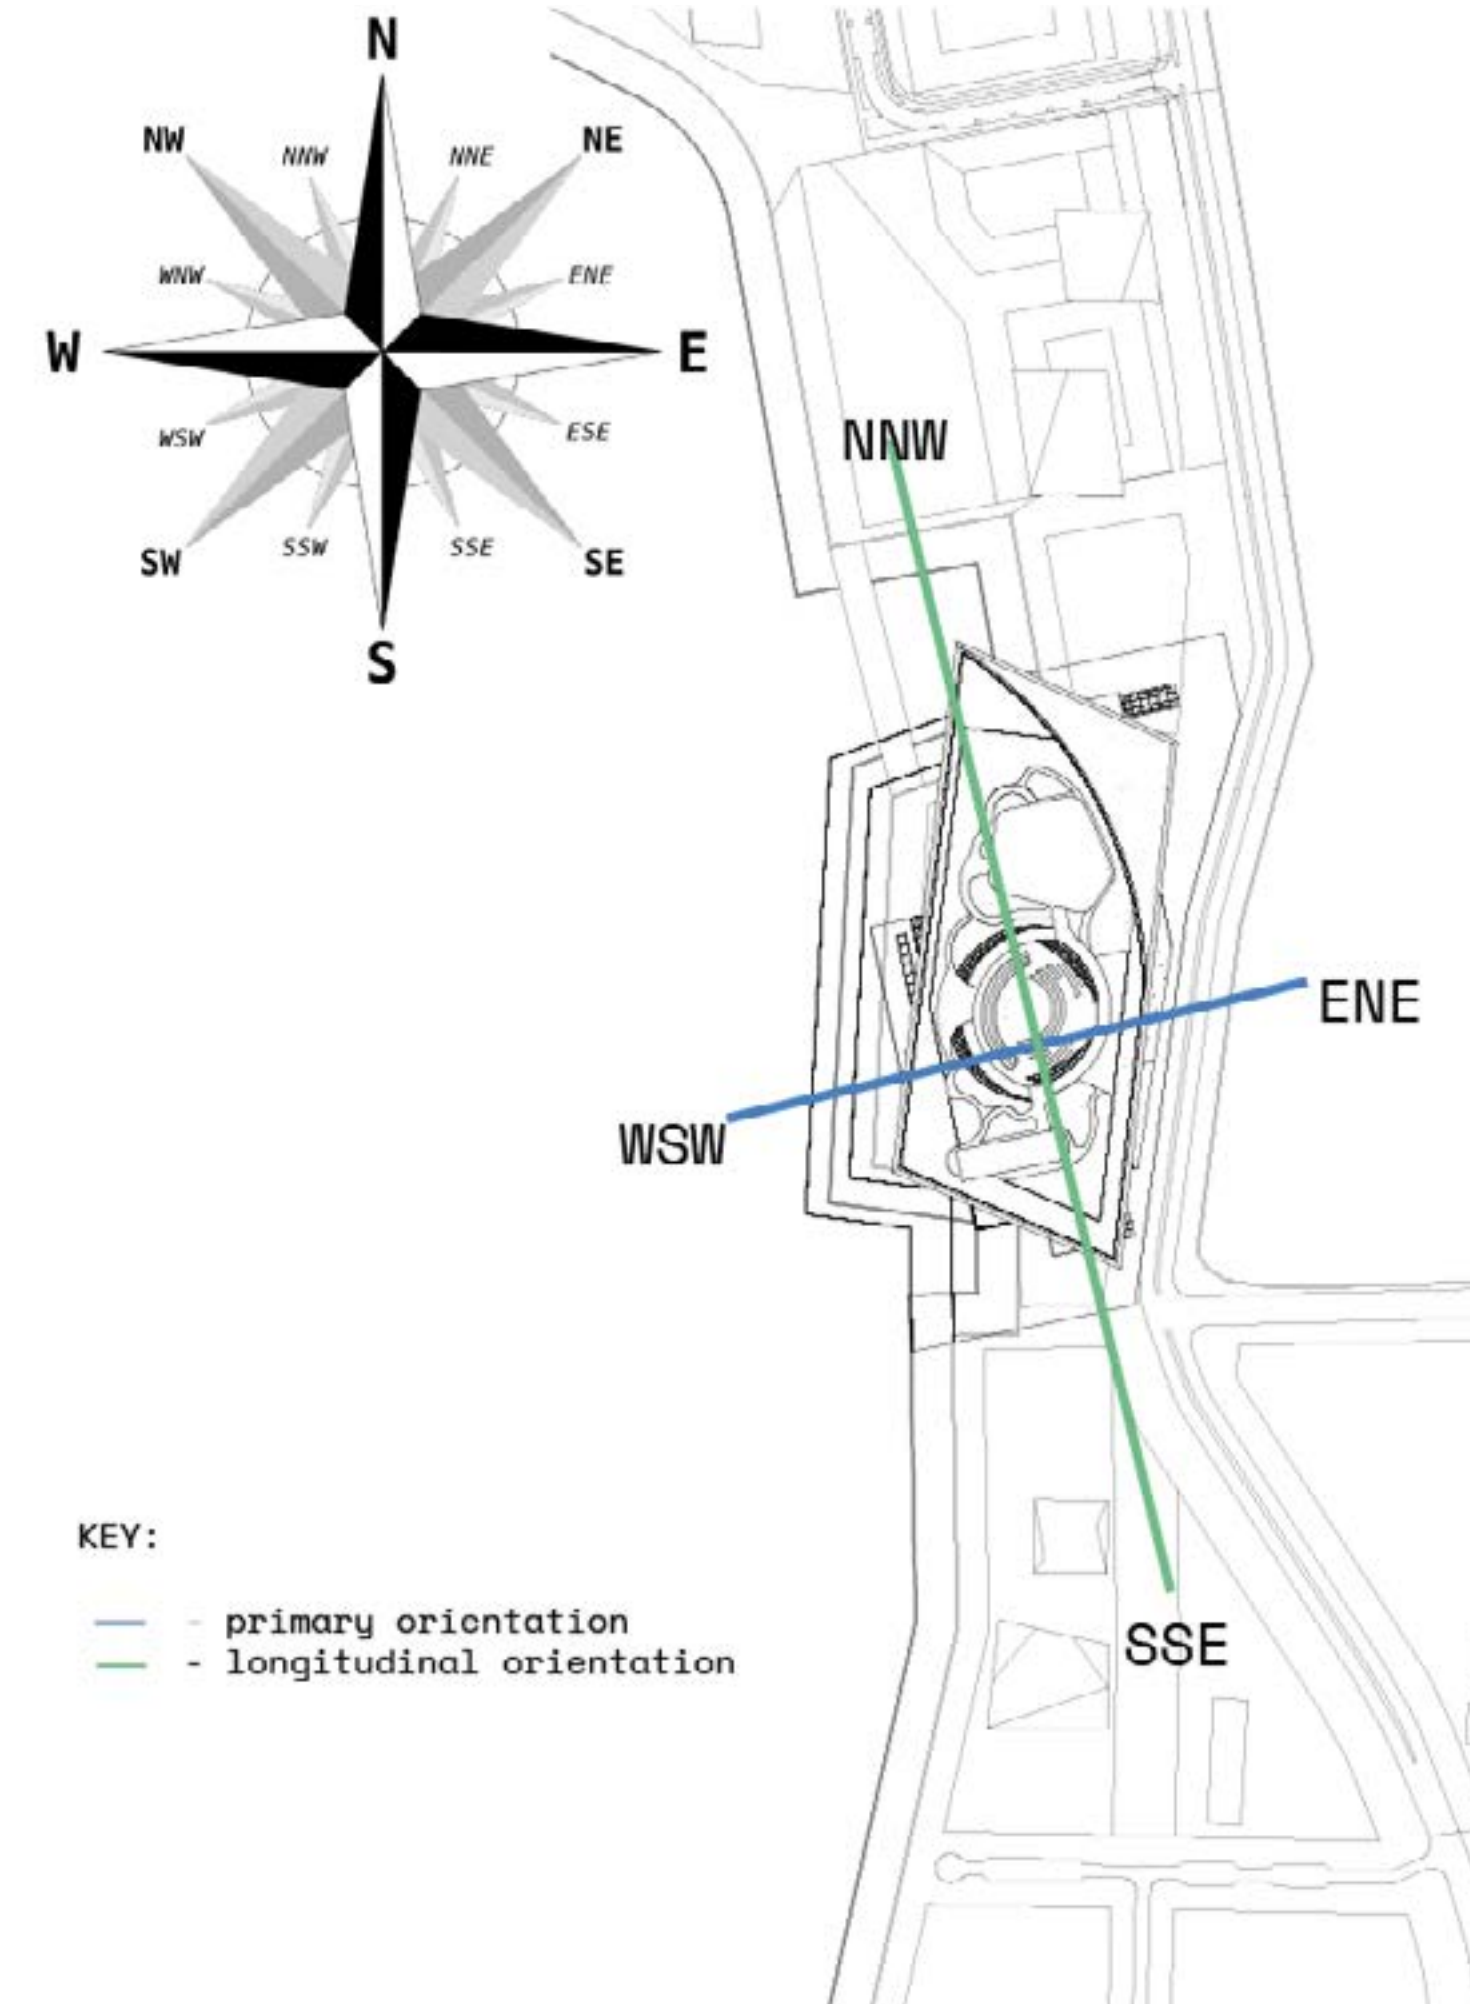 N
NW
NNW
NNE
NE
WNW
ENE
W
E
WSW
ESE
SW
SSW
SSE
SE
S
NNW
ENE
WSW
KEY:
- primary orientation
- longitudinal orientation
SSE